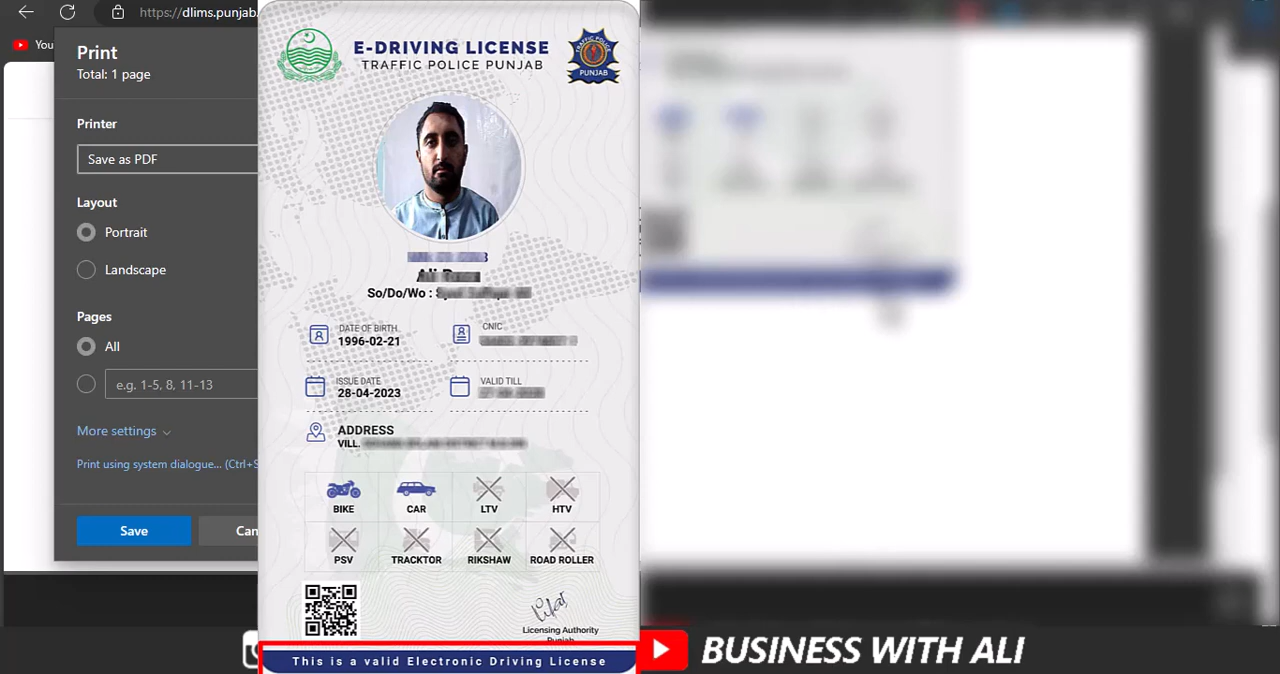 https://dlims.punjab.
You
Print
Total: 1 page
Printer
Save as PDF
Layout
Portrait
Landscape
Pages
All
e.g. 1-5, 8, 11-13
More settings
Print using system dialogue... (Ctrl+S
Save
Can
E-DRIVING LICENSE
TRAFFIC POLICE PUNJAB
TRAFFIC POLICE
PUNJAB
Ali
So/Do/Wo :
DATE OF BIRTH
1996-02-21
CNIC
ISSUE DATE
28-04-2023
VALID TILL
ADDRESS
VILL.
BIKE
CAR
LTV
HTV
PSV
TRACKTOR
RIKSHAW
ROAD ROLLER
Licensing Authority
Punjab
This is a valid Electronic Driving License
BUSINESS WITH ALI